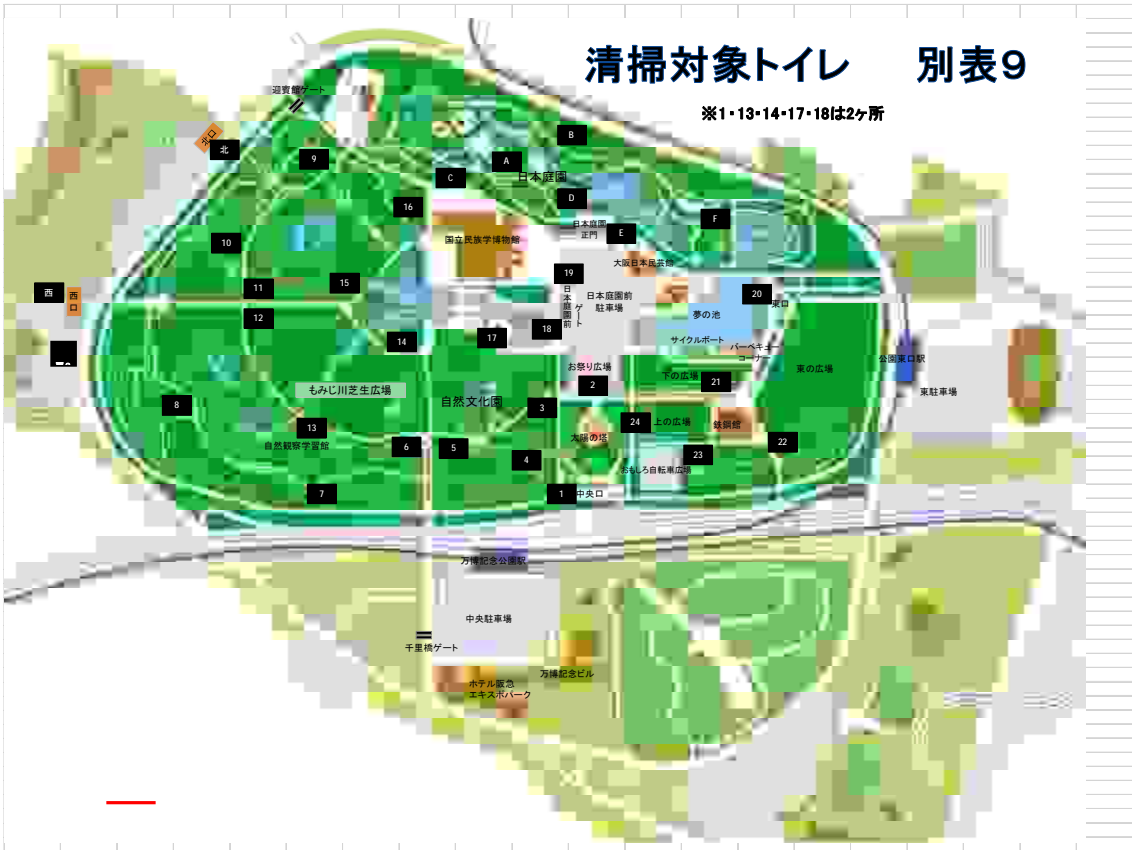 清掃対象トイレ 別表9
※1・13・14・17・18は2ヶ所
迎賓館ゲート
北口
北
9
B
A
C
日本庭園
D
16
F
日本庭園
正門
E
国立民族学博物館
10
大阪日本民芸館
19
11
15
西
西口
日本庭園前
ゲート
日本庭園前
駐車場
20
東口
夢の池
12
18
17
14
サイクルポート
バーベキュー
コーナー
公園東口駅
お祭り広場
東の広場
下の広場
21
2
もみじ川芝生広場
自然文化園
東駐車場
8
3
13
24
上の広場
鉄鋼館
自然観察学習館
太陽の塔
22
6
5
4
23
おもしろ自転車広場
7
1
中央口
万博記念公園駅
中央駐車場
千里橋ゲート
万博記念ビル
ホテル阪急
エキスポパーク